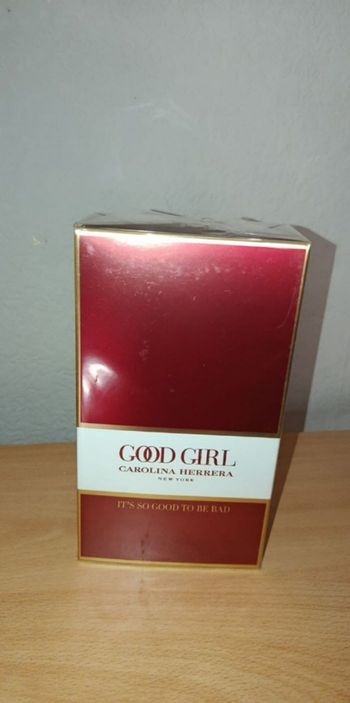 GOOD GIRL
CAROLINA HERRERA
NEW YORK
IT'S SO GOOD TO BE BAD